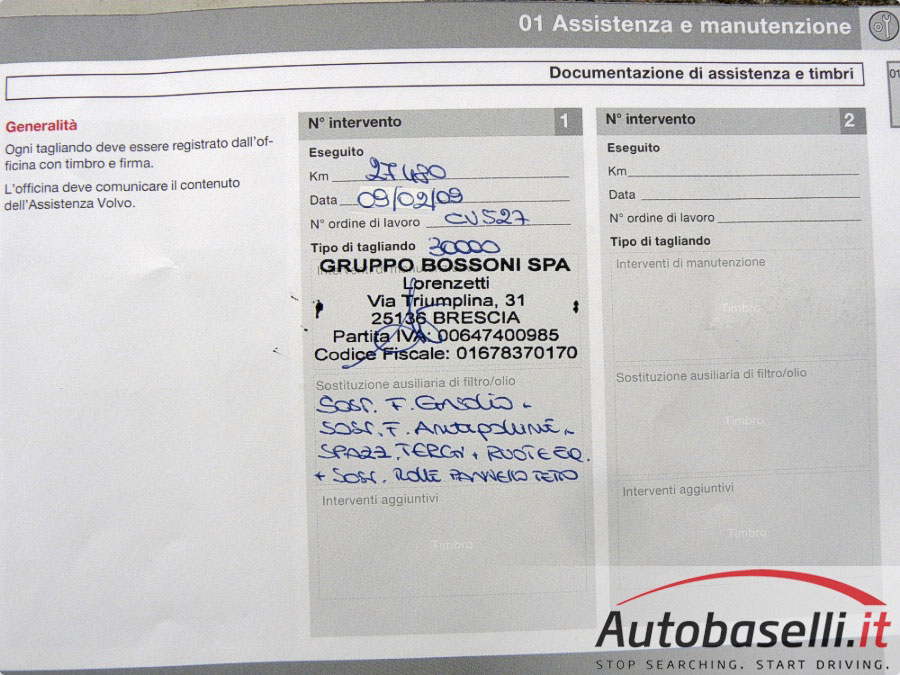 01 Assistenza e manutenzione
Documentazione di assistenza e timbri
01
Generalità
Ogni tagliando deve essere registrato dall'of-
ficina con timbro e firma.
L'officina deve comunicare il contenuto
dell'Assistenza Volvo.
N° intervento 1
Eseguito
Km 27480
Data 09/02/09
N° ordine di lavoro CV527
Tipo di tagliando 30000
GRUPPO BOSSONI SPA
Lorenzetti
Via Triumplina, 31
25136 BRESCIA
Partita IVA: 00647400985
Codice Fiscale: 01678370170
Sostituzione ausiliaria di filtro/olio
SOST. F. GASOLIO -
SOST. F. ANTIPOLLINE -
SPAZZ. TERGI + RUOTE EQ.
+ SOST. PANNELLO TETTO
Interventi aggiuntivi
Timbro
N° intervento 2
Eseguito
Km
Data
N° ordine di lavoro
Tipo di tagliando
Interventi di manutenzione
Timbro
Sostituzione ausiliaria di filtro/olio
Timbro
Interventi aggiuntivi
Timbro
Autobaselli.it
STOP SEARCHING. START DRIVING.